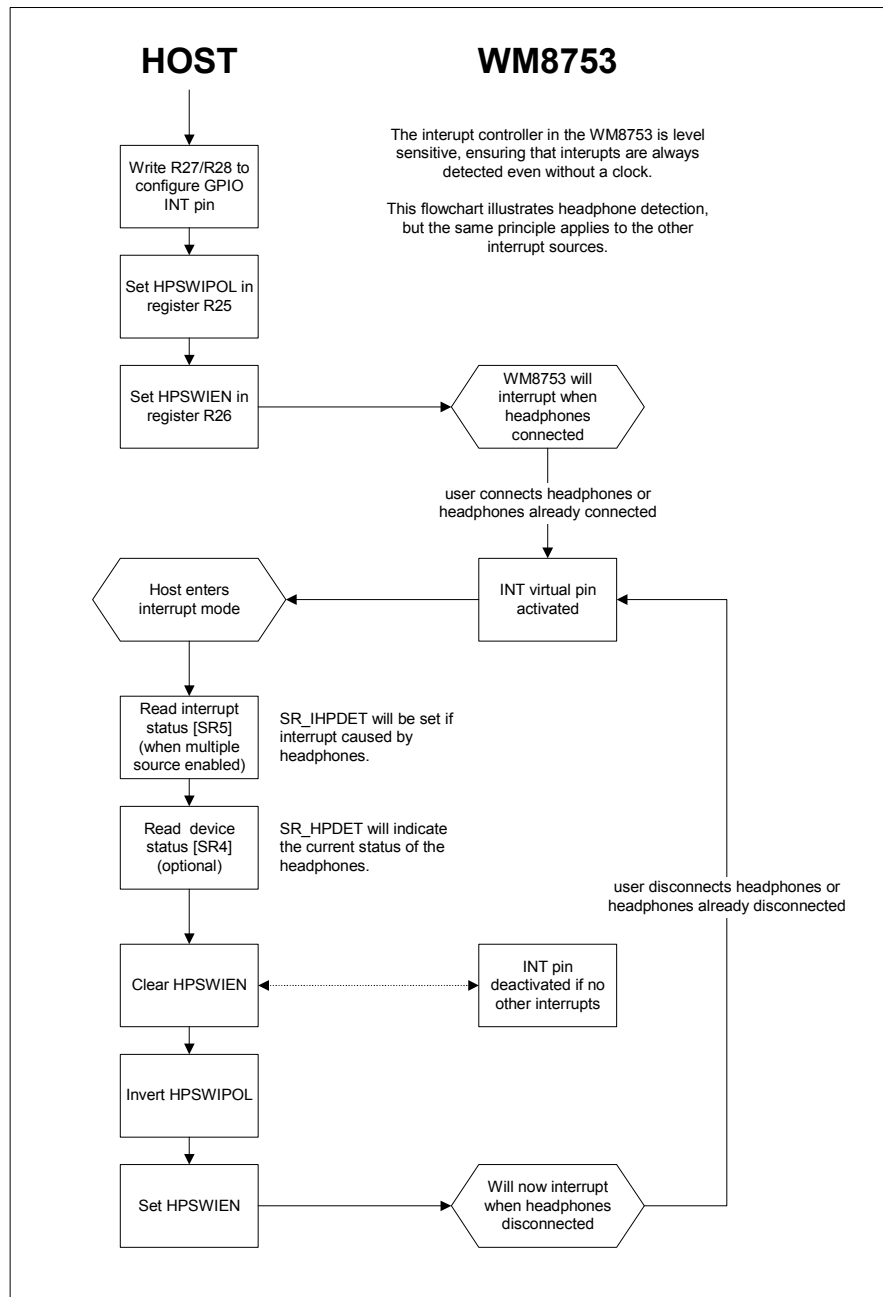 HOST
WM8753
The interupt controller in the WM8753 is level
sensitive, ensuring that interupts are always
detected even without a clock.
This flowchart illustrates headphone detection,
but the same principle applies to the other
interrupt sources.
Write R27/R28 to
configure GPIO
INT pin
Set HPSWIPOL in
register R25
Set HPSWIEN in
register R26
WM8753 will
interrupt when
headphones
connected
user connects headphones or
headphones already connected
Host enters
interrupt mode
INT virtual pin
activated
Read interrupt
status [SR5]
(when multiple
source enabled)
SR_IHPDET will be set if
interrupt caused by
headphones.
Read device
status [SR4]
(optional)
SR_HPDET will indicate
the current status of the
headphones.
user disconnects headphones or
headphones already disconnected
Clear HPSWIEN
INT pin
deactivated if no
other interrupts
Invert HPSWIPOL
Set HPSWIEN
Will now interrupt
when headphones
disconnected